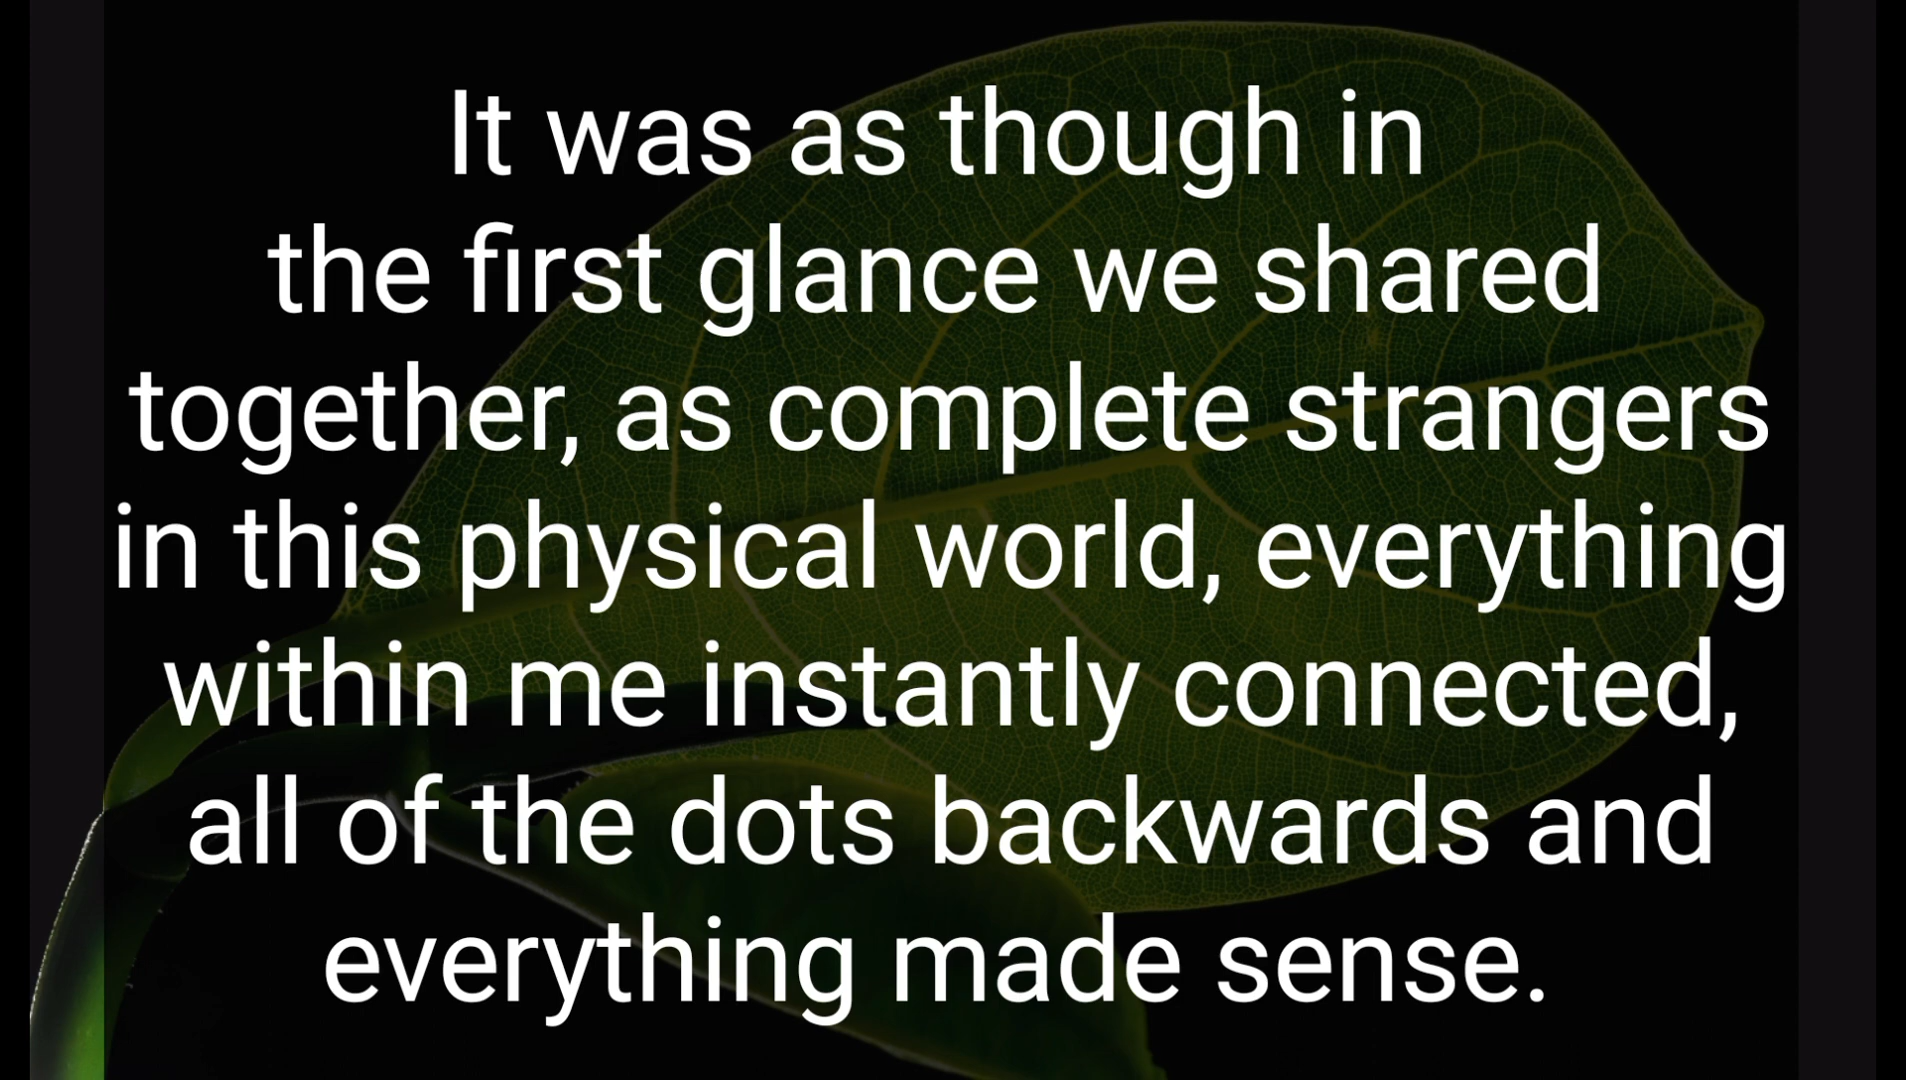 It was as though in
the first glance we shared
together, as complete strangers
in this physical world, everything
within me instantly connected,
all of the dots backwards and
everything made sense.